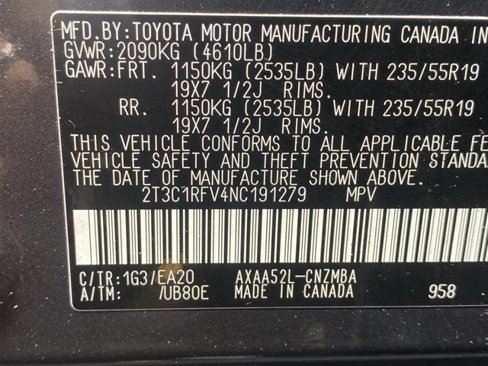 MFD.BY:TOYOTA MOTOR MANUFACTURING CANADA IN
GVWR:2090KG (4610LB)
GAWR:FRT. 1150KG (2535LB) WITH 235/55R19
19X7 1/2J RIMS.
RR. 1150KG (2535LB) WITH 235/55R19
19X7 1/2J RIMS.
THIS VEHICLE CONFORMS TO ALL APPLICABLE FE
VEHICLE SAFETY AND THEFT PREVENTION STANDA
THE DATE OF MANUFACTURE SHOWN ABOVE.
2T3C1RFV4NC191279 MPV
C/TR:1G3/EA20 AXAA52L-CNZMBA
A/TM: /UB80E MADE IN CANADA 958